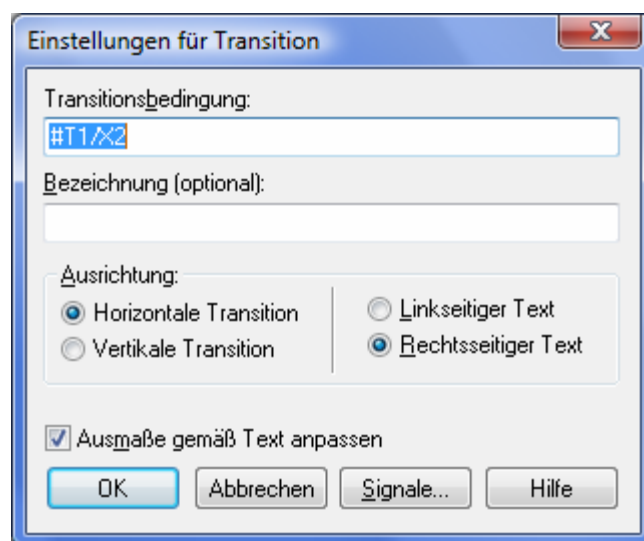 Einstellungen für Transition
Transitionsbedingung:
#T1/X2
Bezeichnung (optional):
Ausrichtung:
Horizontale Transition
Linkseitiger Text
Vertikale Transition
Rechtsseitiger Text
Ausmaße gemäß Text anpassen
OK Abbrechen Signale... Hilfe